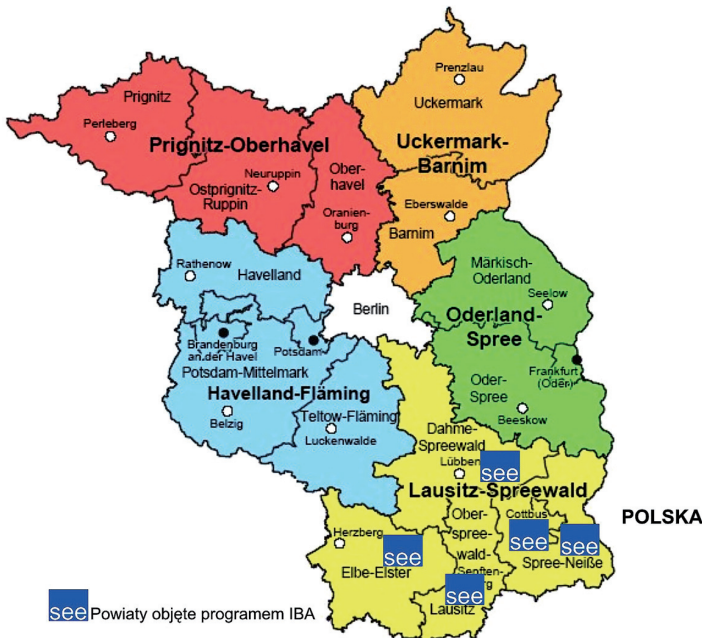 Prenzlau
Uckermark
Prignitz
Perleberg
Prignitz-Oberhavel
Uckermark-
Barnim
Neuruppin
Ostprignitz-
Ruppin
Ober-
havel
Oranien-
burg
Eberswalde
Barnim
Rathenow
Havelland
Märkisch-
Oderland
Seelow
Berlin
Oderland-
Spree
Brandenburg
an der Havel
Potsdam
Potsdam-Mittelmark
Havelland-Fläming
Belzig
Teltow-Fläming
Luckenwalde
Oder-
Spree
Frankfurt
(Oder)
Beeskow
Dahme-
Spreewald
Lübben
see
Lausitz-Spreewald
POLSKA
Herzberg
see
Elbe-Elster
Ober-
spree-
wald-
Lausitz
see
Cottbus
see
see
Spree-Neiße
see Powiaty objęte programem IBA